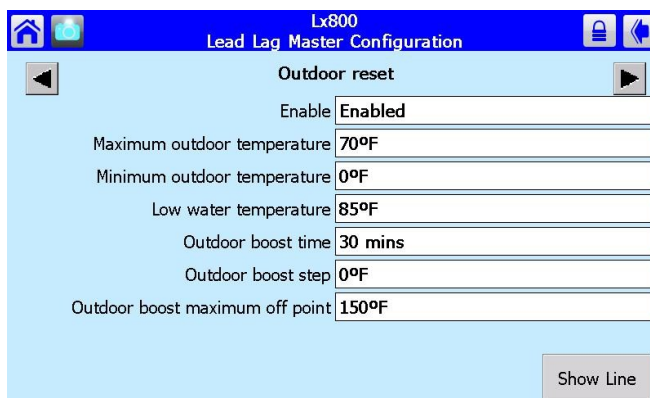 Lx800
Lead Lag Master Configuration
Outdoor reset
Enable Enabled
Maximum outdoor temperature 70ºF
Minimum outdoor temperature 0ºF
Low water temperature 85ºF
Outdoor boost time 30 mins
Outdoor boost step 0ºF
Outdoor boost maximum off point 150ºF
Show Line